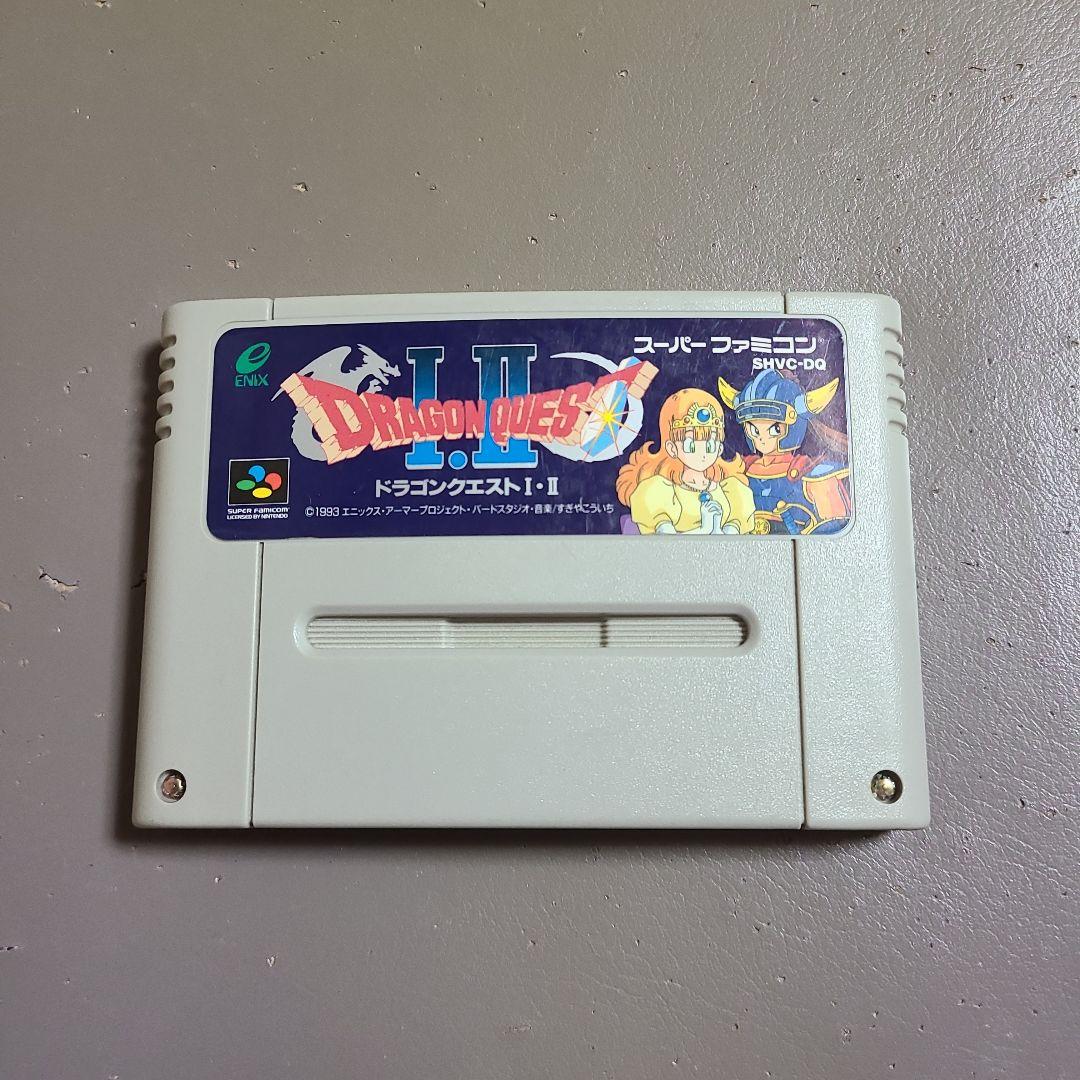 ENIX
I.II
DRAGON QUEST
ドラゴンクエストI・II
スーパーファミコン
SHVC-DQ
SUPER FAMICOM
LICENSED BY NINTENDO
©1993 エニックス・アーマープロジェクト・バードスタジオ・音楽/すぎやまこういち